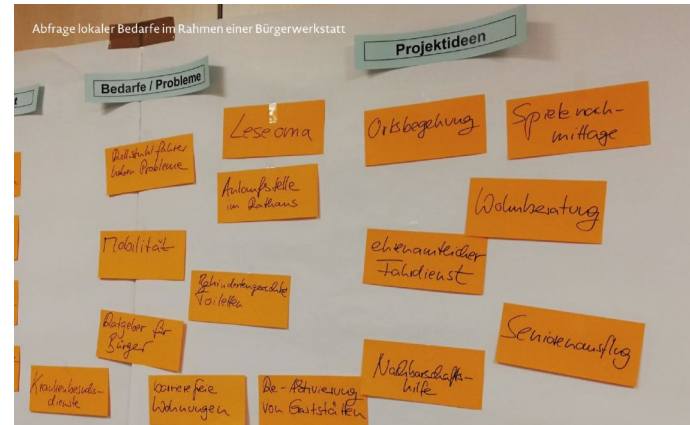 Abfrage lokaler Bedarfe im Rahmen einer Bürgerwerkstatt
t
Bedarfe / Probleme
Rollstuhlfahrer
haben Probleme
Leseoma
Anlaufstelle
im Rathaus
Mobilität
Behindertengerechte
Toiletten
Ratgeber für
Bürger
Krankenbesuchs-
dienste
barrierefreie
Wohnungen
Re-Aktivierung
von Gaststätten
Projektideen
Ortsbegehung
Spielenach-
mittage
Wohnberatung
ehrenamtlicher
Fahrdienst
Seniorenausflug
Nachbarschafts-
hilfe